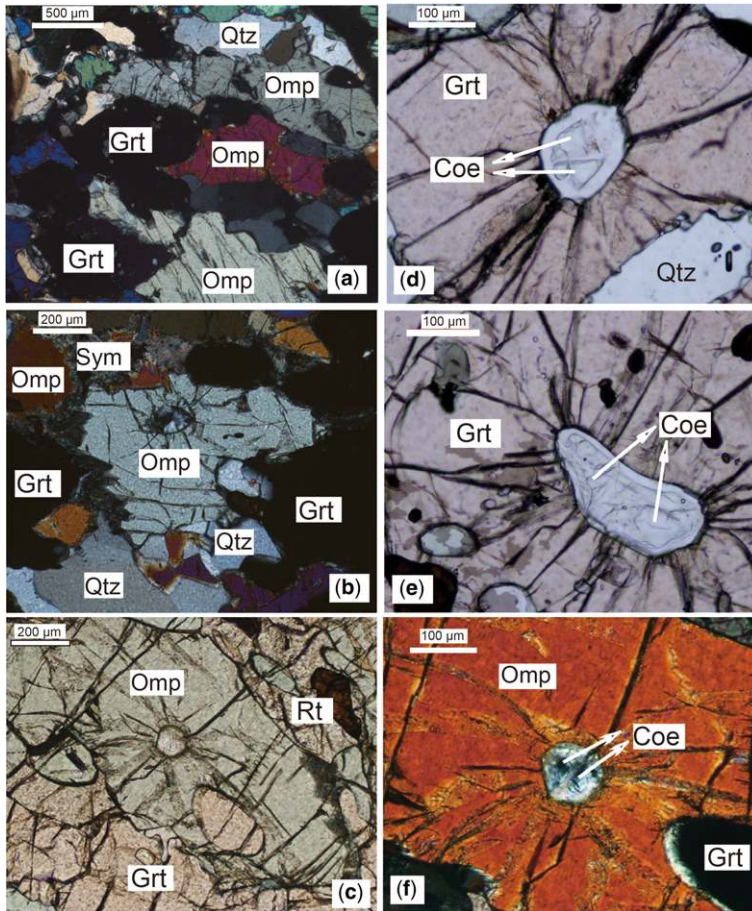 500 µm
Qtz
Omp
Grt
Omp
Grt
Omp
(a)
200 µm
Sym
Omp
Omp
Grt
Grt
Qtz
Qtz
(b)
200 µm
Omp
Rt
Grt
(c)
100 µm
Grt
Coe
Qtz
(d)
100 µm
Coe
Grt
(e)
100 µm
Omp
Coe
Grt
(f)